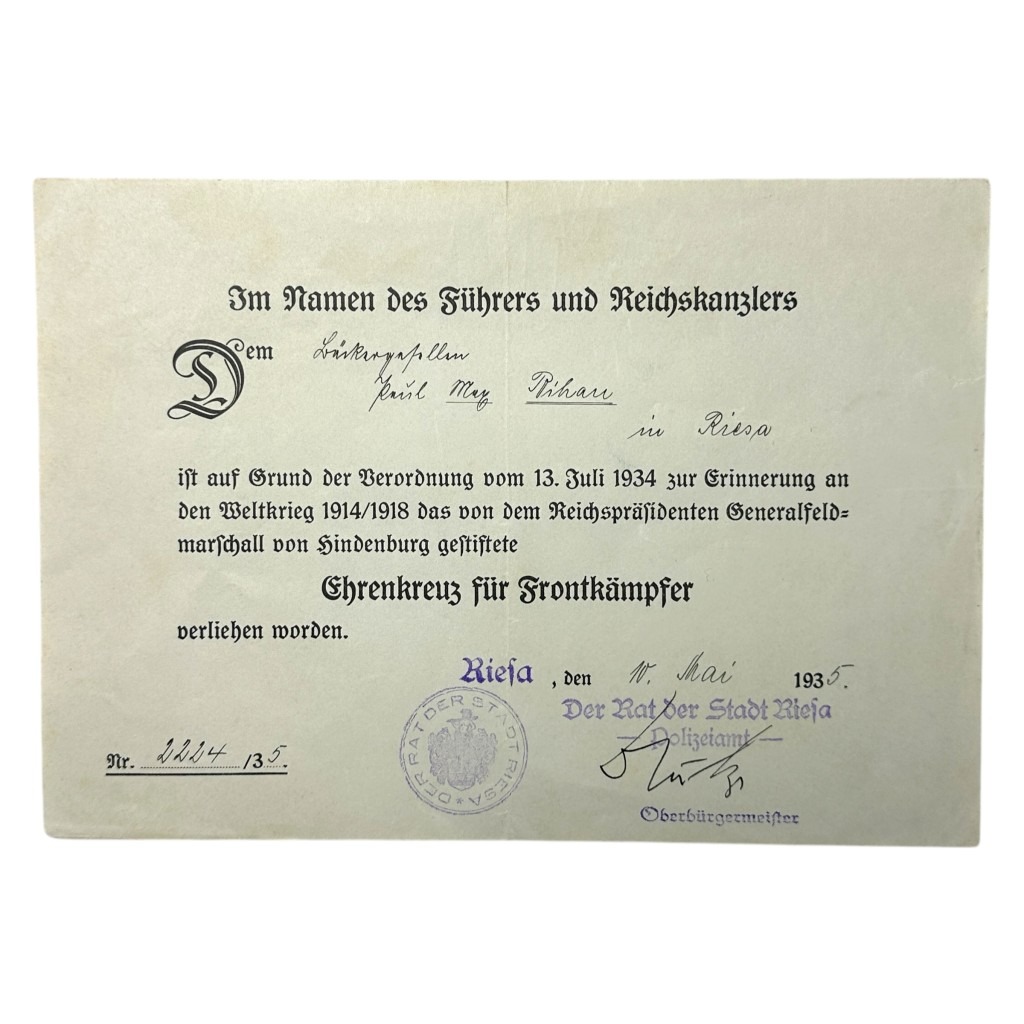 Im Namen des Führers und Reichskanzlers
Dem Bäckergesellen
Paul Max
in Riesa
ist auf Grund der Verordnung vom 13. Juli 1934 zur Erinnerung an
den Weltkrieg 1914/1918 das von dem Reichspräsidenten Generalfeld=
marschall von Hindenburg gestiftete
Ehrenkreuz für Frontkämpfer
verliehen worden.
Riesa, den 10. Mai 1935.
Der Rat der Stadt Riesa
— Polizeiamt —
DER RAT DER STADT RIESA
Nr. 2224 /35.
Oberbürgermeister